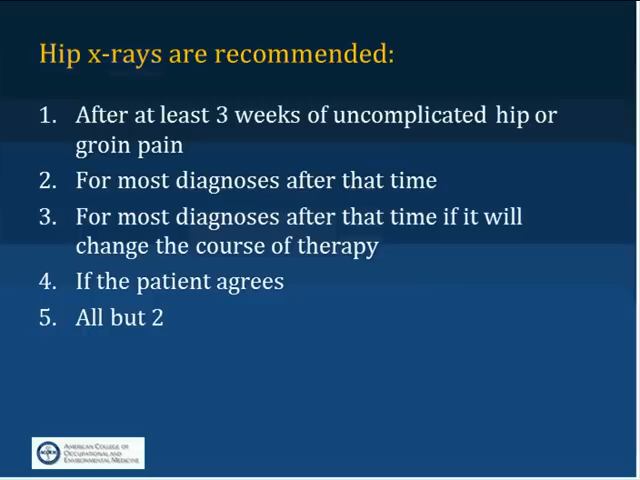 Hip x-rays are recommended:
1. After at least 3 weeks of uncomplicated hip or
groin pain
2. For most diagnoses after that time
3. For most diagnoses after that time if it will
change the course of therapy
4. If the patient agrees
5. All but 2
American College of
Occupational and
Environmental Medicine